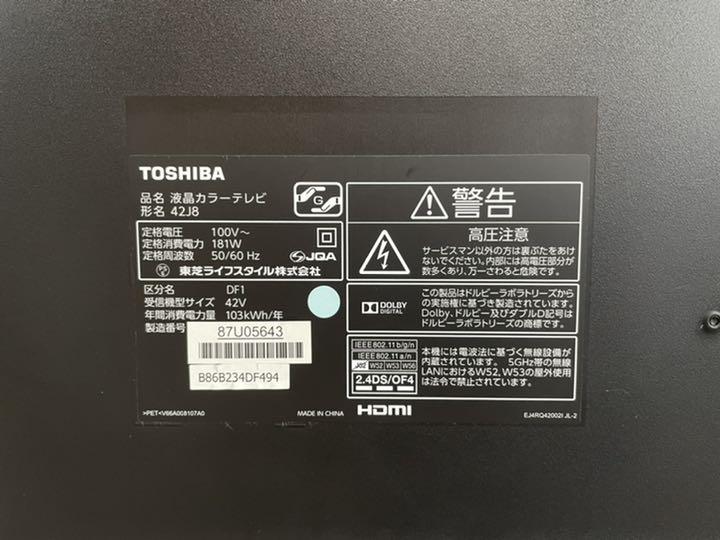 TOSHIBA
品名 液晶カラーテレビ
形名 42J8
G
定格電圧 100V～
定格消費電力 181W
定格周波数 50/60 Hz
JQA
東芝ライフスタイル株式会社
区分名 DF1
受信機型サイズ 42V
年間消費電力量 103kWh/年
製造番号
87U05643
B86B234DF494
>PET<V66A008107A0
MADE IN CHINA
警告
高圧注意
サービスマン以外の方は裏ぶたをあけ
ないでください。内部には高電圧部分が
数多くあり、万一さわると危険です。
DOLBY
DIGITAL
この製品はドルビーラボラトリーズから
の実施権に基づき製造されています。
Dolby、ドルビー及びダブルD記号は
ドルビーラボラトリーズの商標です。
IEEE802.11b/g/n
IEEE802.11a/n
J52 W52 W53 W56
2.4DS/OF4
本機には電波法に基づく無線設備が
内蔵されています。 5GHz帯の無線
LANにおけるW52、W53の屋外使用
は法令で禁止されています。
HDMI
EJ4RQ42002I JL-2